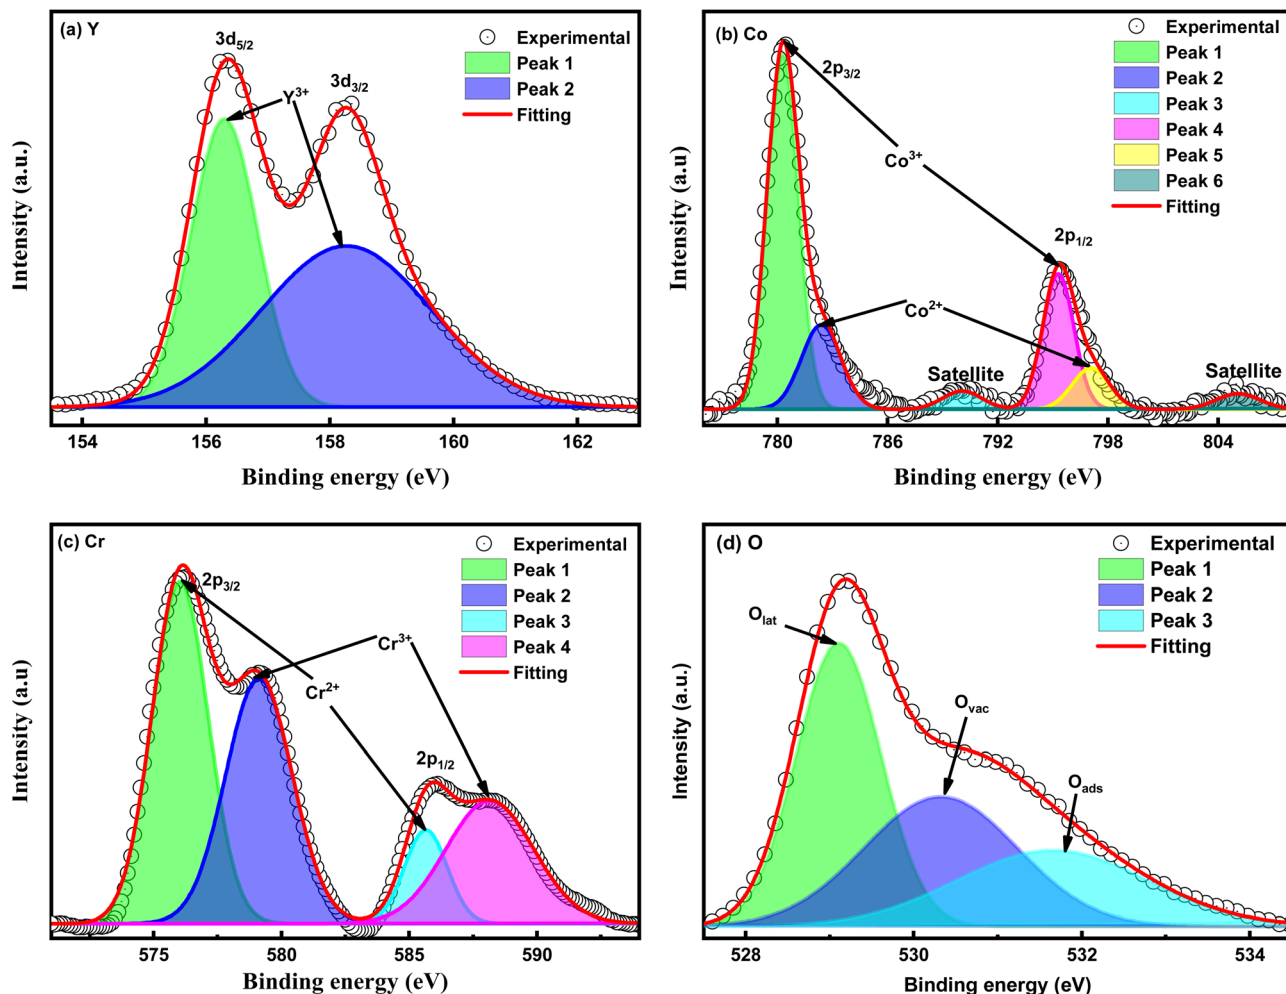 (a) Y
3d5/2
3d3/2
Y3+
Experimental
Peak 1
Peak 2
Fitting
Intensity (a.u.)
154 156 158 160 162
Binding energy (eV)
(b) Co
2p3/2
Co3+
2p1/2
Co2+
Satellite
Satellite
Experimental
Peak 1
Peak 2
Peak 3
Peak 4
Peak 5
Peak 6
Fitting
Intensity (a.u)
780 786 792 798 804
Binding energy (eV)
(c) Cr
2p3/2
Cr3+
Cr2+
2p1/2
Experimental
Peak 1
Peak 2
Peak 3
Peak 4
Fitting
Intensity (a.u)
575 580 585 590
Binding energy (eV)
(d) O
Olat
Ovac
Oads
Experimental
Peak 1
Peak 2
Peak 3
Fitting
Intensity (a.u.)
528 530 532 534
Binding energy (eV)